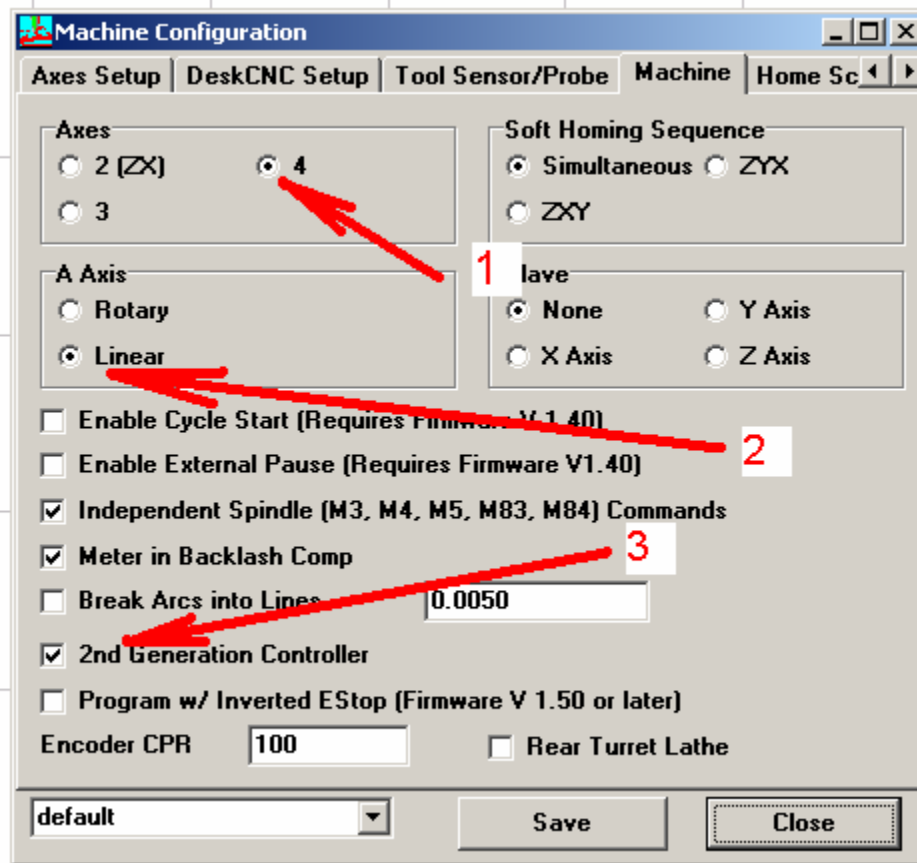 Machine Configuration
Axes Setup DeskCNC Setup Tool Sensor/Probe Machine Home Sc
Axes
2 (ZX) 4
3
Soft Homing Sequence
Simultaneous ZYX
ZXY
1
A Axis
Rotary
Linear
lave
None Y Axis
X Axis Z Axis
2
Enable Cycle Start (Requires Firmware V 1.40)
Enable External Pause (Requires Firmware V1.40)
Independent Spindle (M3, M4, M5, M83, M84) Commands
3
Meter in Backlash Comp
Break Arcs into Lines 0.0050
2nd Generation Controller
Program w/ Inverted EStop (Firmware V 1.50 or later)
Encoder CPR 100 Rear Turret Lathe
default Save Close